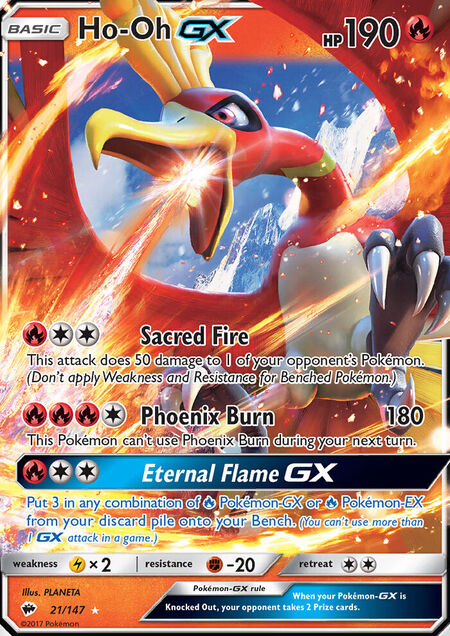 BASIC
Ho-Oh GX
HP 190
Sacred Fire
This attack does 50 damage to 1 of your opponent's Pokémon.
(Don't apply Weakness and Resistance for Benched Pokémon.)
Phoenix Burn 180
This Pokémon can't use Phoenix Burn during your next turn.
Eternal Flame GX
Put 3 in any combination of Pokémon-GX or Pokémon-EX
from your discard pile onto your Bench. (You can't use more than
1 GX attack in a game.)
weakness ×2 resistance -20 retreat
Illus. PLANETA
21/147
©2017 Pokémon
Pokémon-GX rule
When your Pokémon-GX is
Knocked Out, your opponent takes 2 Prize cards.